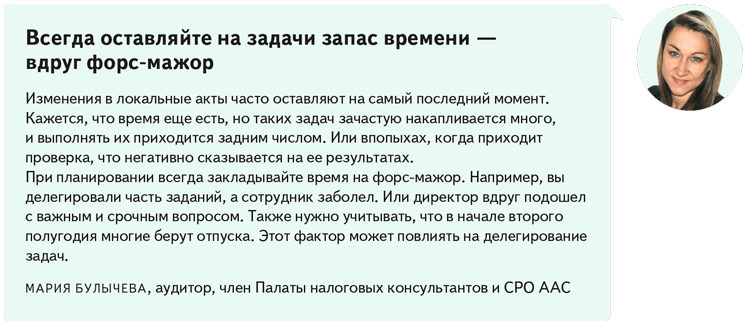 Всегда оставляйте на задачи запас времени —
вдруг форс-мажор
Изменения в локальные акты часто оставляют на самый последний момент.
Кажется, что время еще есть, но таких задач зачастую накапливается много,
и выполнять их приходится задним числом. Или впопыхах, когда приходит
проверка, что негативно сказывается на ее результатах.
При планировании всегда закладывайте время на форс-мажор. Например, вы
делегировали часть заданий, а сотрудник заболел. Или директор вдруг подошел
с важным и срочным вопросом. Также нужно учитывать, что в начале второго
полугодия многие берут отпуска. Этот фактор может повлиять на делегирование
задач.
МАРИЯ БУЛЫЧЕВА, аудитор, член Палаты налоговых консультантов и СРО ААС